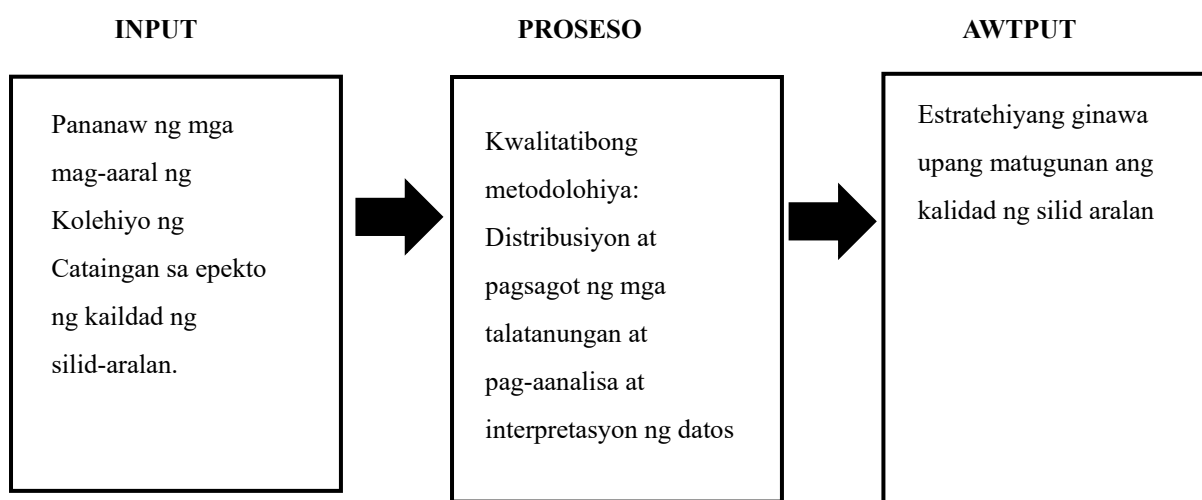 INPUT
PROSESO
AWTPUT
Pananaw ng mga
mag-aaral ng
Kolehiyo ng
Cataingan sa epekto
ng kaildad ng
silid-aralan.
Kwalitatibong
metodolohiya:
Distribusiyon at
pagsagot ng mga
talatanungan at
pag-aanalisa at
interpretasyon ng datos
Estratehiyang ginawa
upang matugunan ang
kalidad ng silid aralan